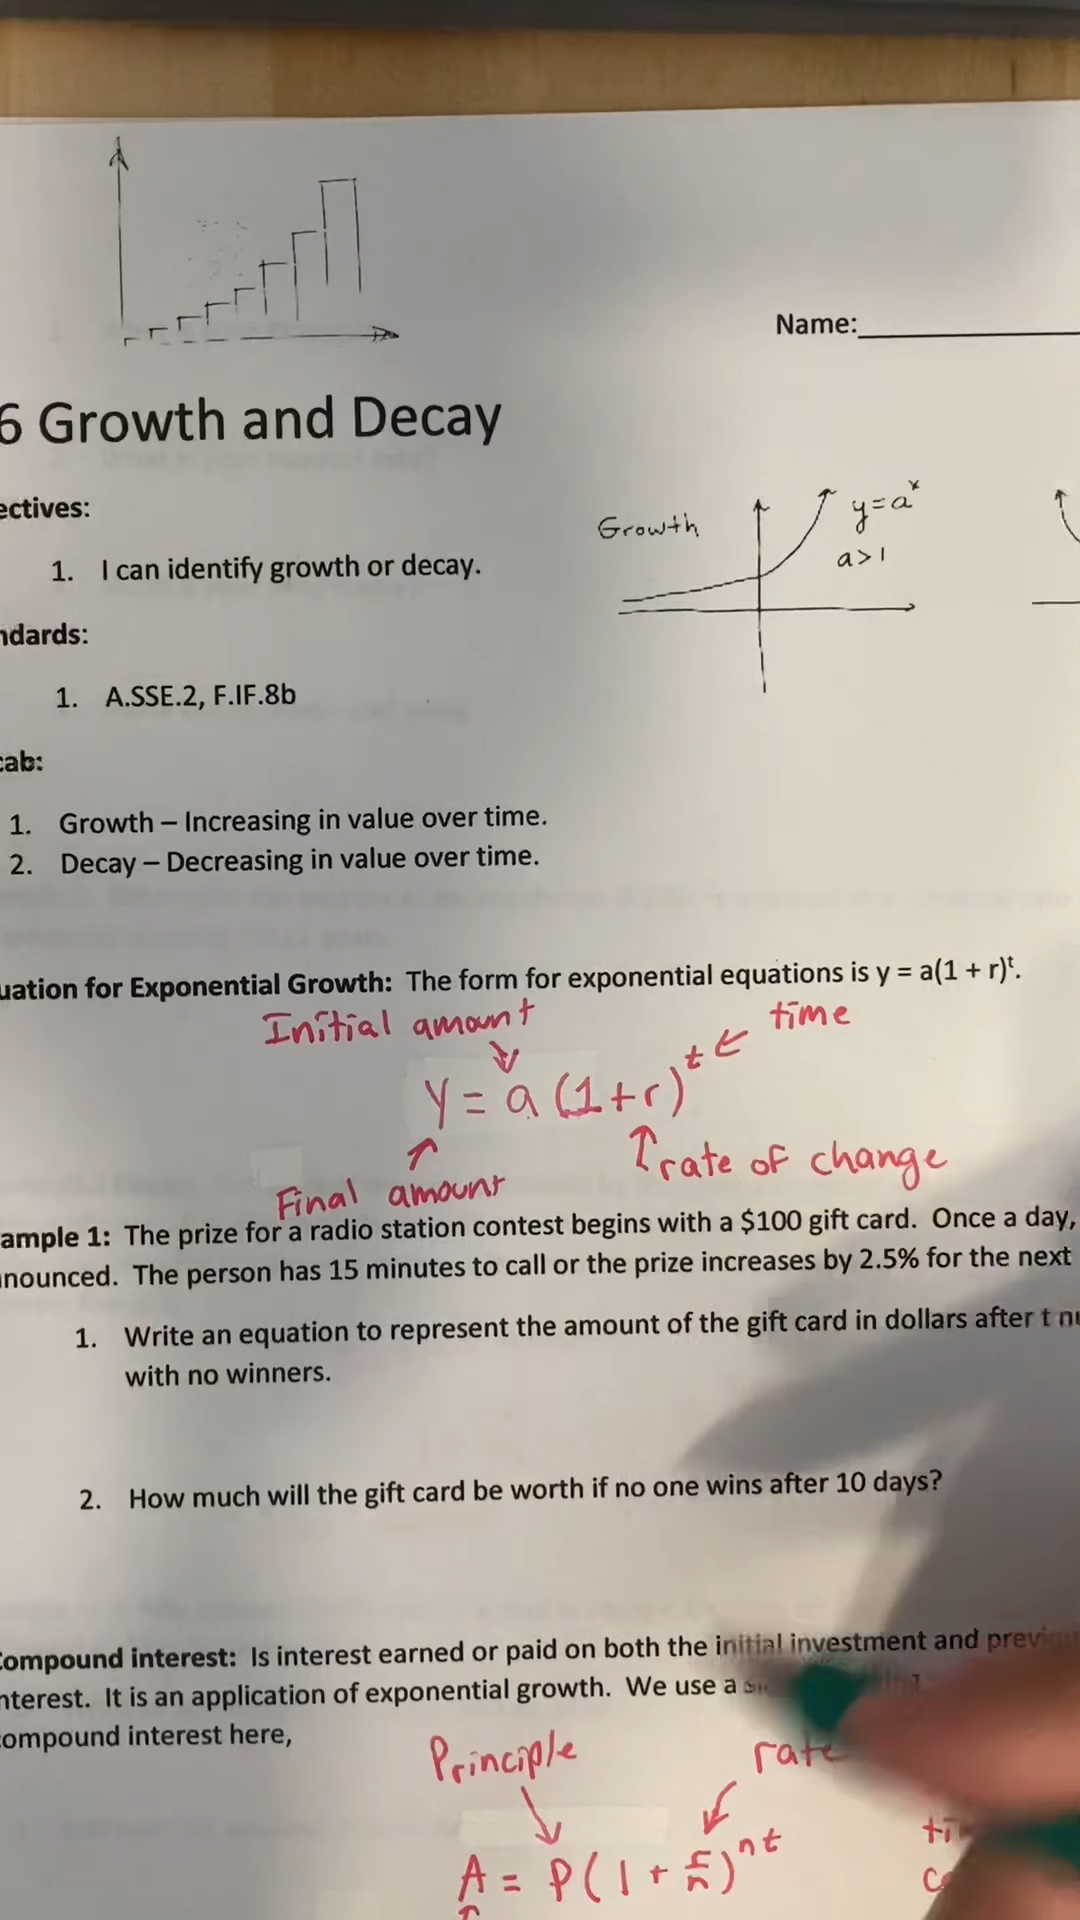 Name:
6 Growth and Decay
ectives:
Growth
y=aˣ
a>1
1. I can identify growth or decay.
ndards:
1. A.SSE.2, F.IF.8b
cab:
1. Growth – Increasing in value over time.
2. Decay – Decreasing in value over time.
uation for Exponential Growth: The form for exponential equations is y = a(1 + r)ᵗ.
Initial amount
time
y = a (1+r)ᵗ
rate of change
Final amount
ample 1: The prize for a radio station contest begins with a $100 gift card. Once a day,
nounced. The person has 15 minutes to call or the prize increases by 2.5% for the next
1. Write an equation to represent the amount of the gift card in dollars after t
with no winners.
2. How much will the gift card be worth if no one wins after 10 days?
Compound interest: Is interest earned or paid on both the initial investment and
nterest. It is an application of exponential growth. We use a
compound interest here,
Principle
rate
A = P(1 + r/n)ⁿᵗ